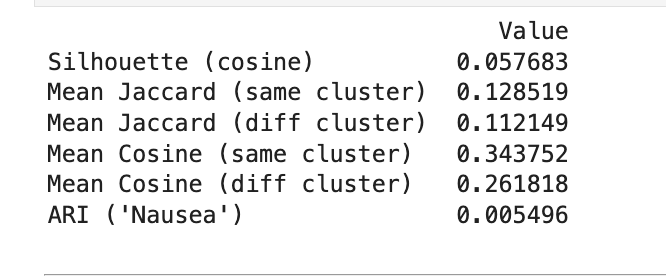 Value
Silhouette (cosine) 0.057683
Mean Jaccard (same cluster) 0.128519
Mean Jaccard (diff cluster) 0.112149
Mean Cosine (same cluster) 0.343752
Mean Cosine (diff cluster) 0.261818
ARI ('Nausea') 0.005496